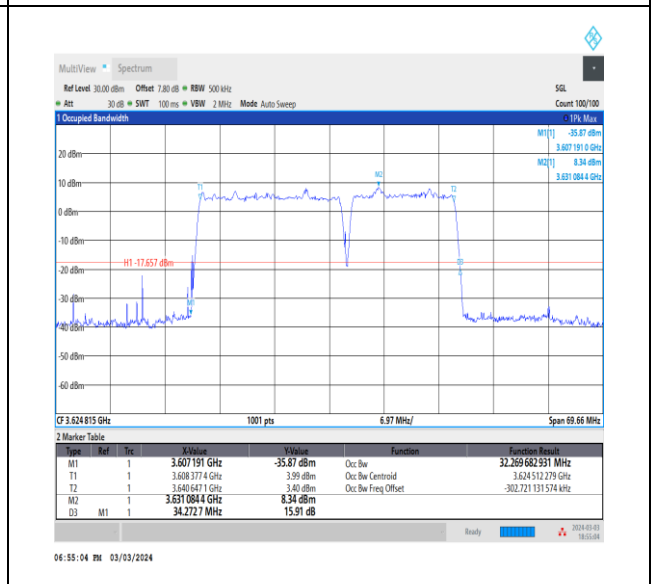 MultiView Spectrum
Ref Level 30.00 dBm Offset 7.80 dB RBW 500 kHz SGL
Att 30 dB SWT 100 ms VBW 2 MHz Mode Auto Sweep Count 100/100
1 Occupied Bandwidth 1Pk Max
M1[1] -35.87 dBm
3.607 191 0 GHz
M2[1] 8.34 dBm
3.631 084 4 GHz
20 dBm
M2
10 dBm
T1 T2
0 dBm
-10 dBm
H1 -17.657 dBm
-20 dBm
-30 dBm
M1
-40 dBm
-50 dBm
-60 dBm
CF 3.624 815 GHz 1001 pts 6.97 MHz/ Span 69.66 MHz
2 Marker Table
Type Ref Trc X-Value Y-Value Function Function Result
M1 1 3.607 191 GHz -35.87 dBm Occ Bw 32.269 682 931 MHz
T1 1 3.608 377 4 GHz 3.99 dBm Occ Bw Centroid 3.624 512 279 GHz
T2 1 3.640 647 1 GHz 3.40 dBm Occ Bw Freq Offset -302.721 131 574 kHz
M2 1 3.631 084 4 GHz 8.34 dBm
D3 M1 1 34.272 7 MHz 15.91 dB
Ready 2024-03-03
18:55:04
06:55:04 PM 03/03/2024